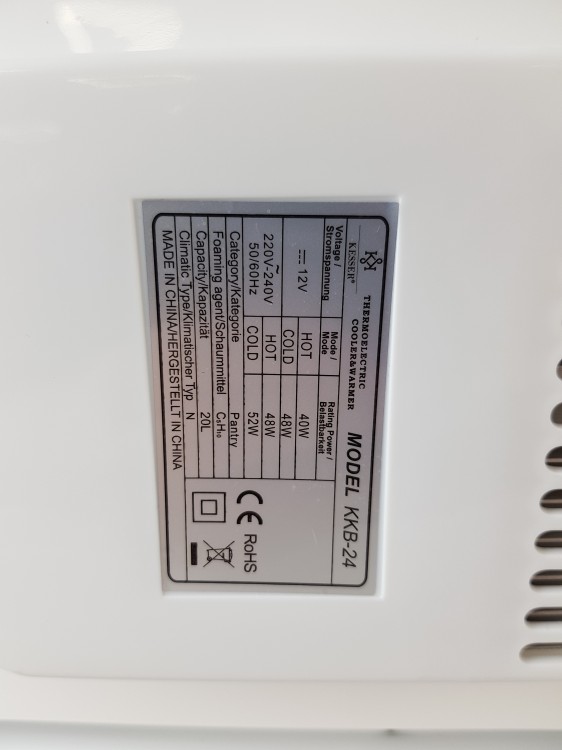 KESSER®
THERMOELECTRIC
COOLER&WARMER
MODEL KKB-24
Voltage / Stromspannung
Mode / Mode
Rating Power / Belastbarkeit
⎓ 12V
HOT 40W
COLD 48W
220V-240V~
50/60Hz
HOT 48W
COLD 52W
Category/Kategorie Pantry
Foaming agent/Schaummittel C₅H₁₀
Capacity/Kapazität 20L
Climatic Type/Klimatischer Typ N
MADE IN CHINA/HERGESTELLT IN CHINA
CE RoHS